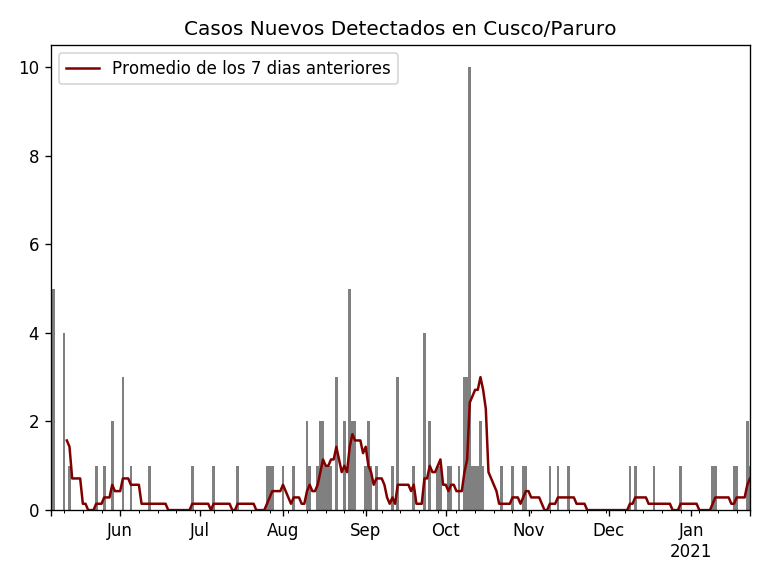 Casos Nuevos Detectados en Cusco/Paruro
Promedio de los 7 dias anteriores
10
8
6
4
2
0
Jun Jul Aug Sep Oct Nov Dec Jan
2021